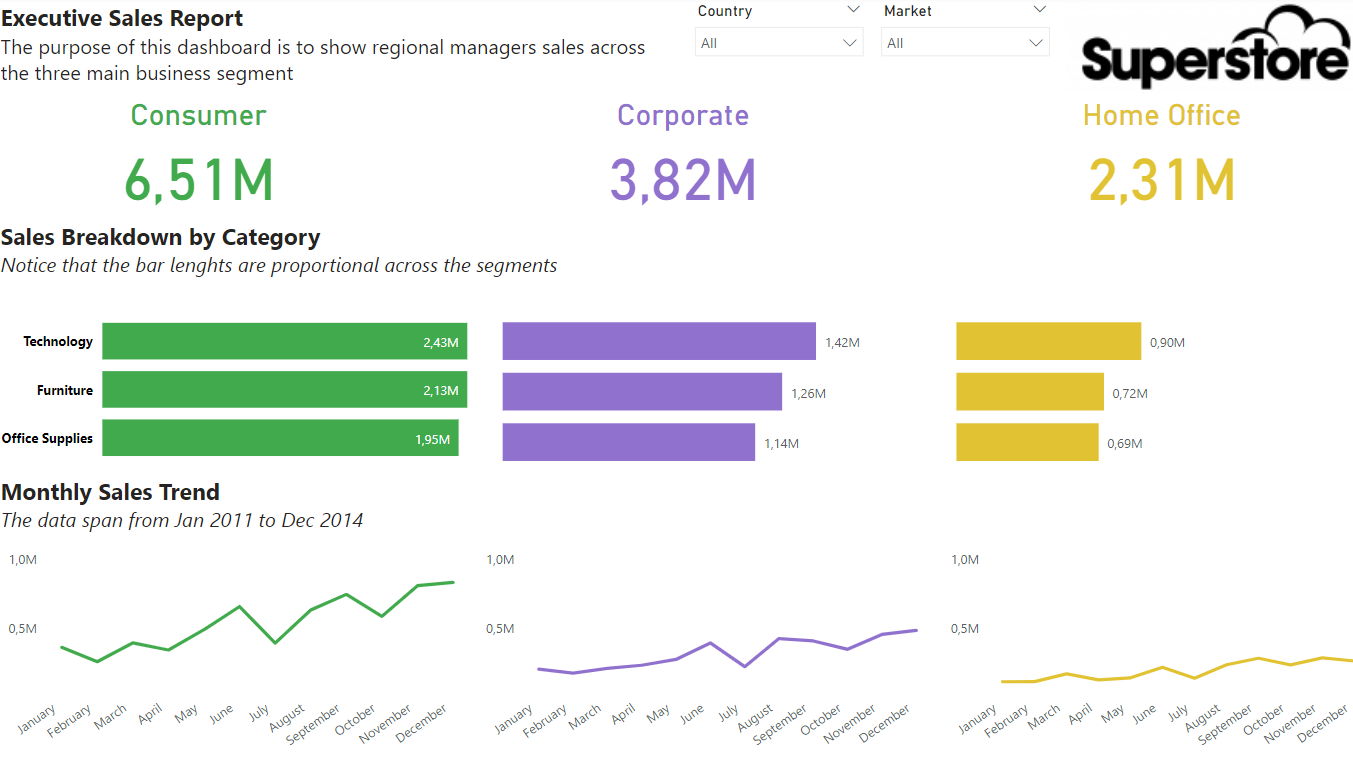 Executive Sales Report
The purpose of this dashboard is to show regional managers sales across
the three main business segment
Country
All
Market
All
Superstore
Consumer
6,51M
Corporate
3,82M
Home Office
2,31M
Sales Breakdown by Category
Notice that the bar lenghts are proportional across the segments
Technology
2,43M
1,42M
0,90M
Furniture
2,13M
1,26M
0,72M
Office Supplies
1,95M
1,14M
0,69M
Monthly Sales Trend
The data span from Jan 2011 to Dec 2014
1,0M
0,5M
January
February
March
April
May
June
July
August
September
October
November
December
1,0M
0,5M
January
February
March
April
May
June
July
August
September
October
November
December
1,0M
0,5M
January
February
March
April
May
June
July
August
September
October
November
December